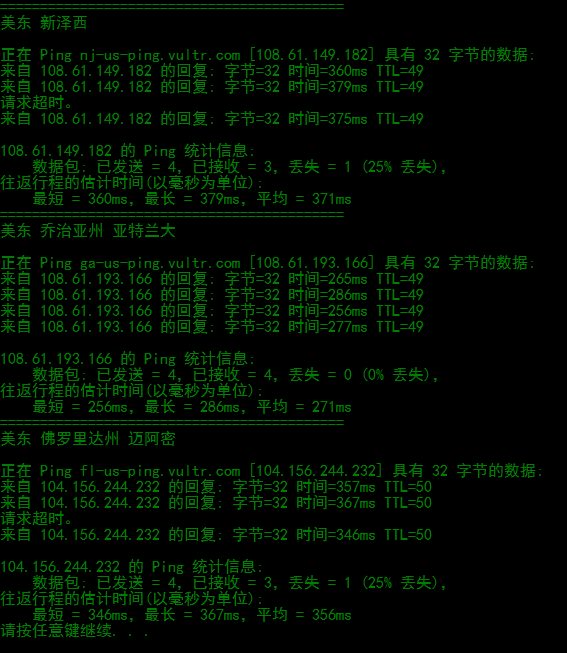 ===========================================
美东 新泽西
正在 Ping nj-us-ping.vultr.com [108.61.149.182] 具有 32 字节的数据:
来自 108.61.149.182 的回复: 字节=32 时间=360ms TTL=49
来自 108.61.149.182 的回复: 字节=32 时间=379ms TTL=49
请求超时。
来自 108.61.149.182 的回复: 字节=32 时间=375ms TTL=49
108.61.149.182 的 Ping 统计信息:
    数据包: 已发送 = 4，已接收 = 3，丢失 = 1 (25% 丢失)，
往返行程的估计时间(以毫秒为单位):
    最短 = 360ms，最长 = 379ms，平均 = 371ms
===========================================
美东 乔治亚州 亚特兰大
正在 Ping ga-us-ping.vultr.com [108.61.193.166] 具有 32 字节的数据:
来自 108.61.193.166 的回复: 字节=32 时间=265ms TTL=49
来自 108.61.193.166 的回复: 字节=32 时间=286ms TTL=49
来自 108.61.193.166 的回复: 字节=32 时间=256ms TTL=49
来自 108.61.193.166 的回复: 字节=32 时间=277ms TTL=49
108.61.193.166 的 Ping 统计信息:
    数据包: 已发送 = 4，已接收 = 4，丢失 = 0 (0% 丢失)，
往返行程的估计时间(以毫秒为单位):
    最短 = 256ms，最长 = 286ms，平均 = 271ms
===========================================
美东 佛罗里达州 迈阿密
正在 Ping fl-us-ping.vultr.com [104.156.244.232] 具有 32 字节的数据:
来自 104.156.244.232 的回复: 字节=32 时间=357ms TTL=50
来自 104.156.244.232 的回复: 字节=32 时间=367ms TTL=50
请求超时。
来自 104.156.244.232 的回复: 字节=32 时间=346ms TTL=50
104.156.244.232 的 Ping 统计信息:
    数据包: 已发送 = 4，已接收 = 3，丢失 = 1 (25% 丢失)，
往返行程的估计时间(以毫秒为单位):
    最短 = 346ms，最长 = 367ms，平均 = 356ms
请按任意键继续. . .